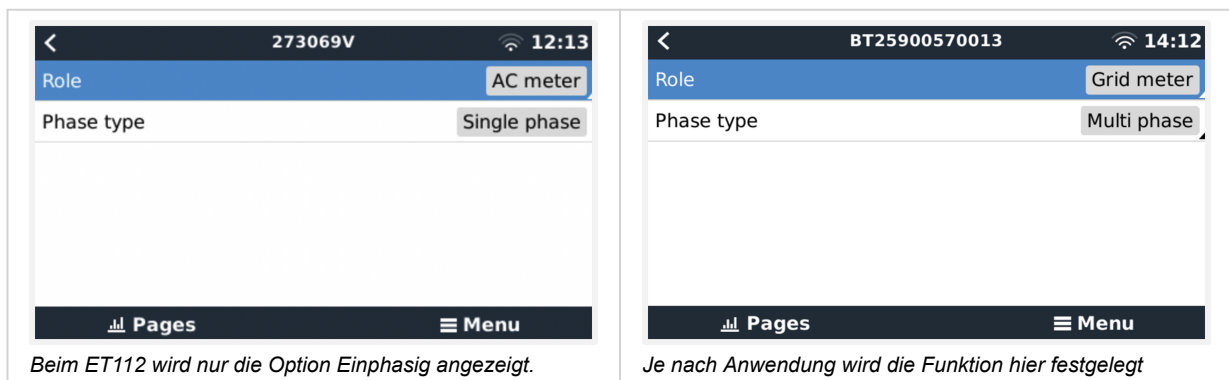 273069V 12:13
Role AC meter
Phase type Single phase
Pages Menu
Beim ET112 wird nur die Option Einphasig angezeigt.
BT25900570013 14:12
Role Grid meter
Phase type Multi phase
Pages Menu
Je nach Anwendung wird die Funktion hier festgelegt